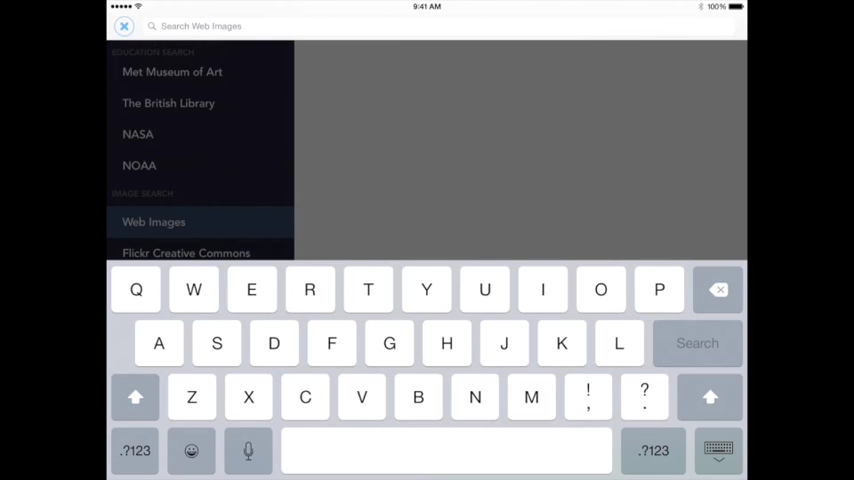 9:41 AM
100%
Search Web Images
EDUCATION SEARCH
Met Museum of Art
The British Library
NASA
NOAA
IMAGE SEARCH
Web Images
Flickr Creative Commons
Q W E R T Y U I O P
A S D F G H J K L Search
Z X C V B N M ! , ? .
.?123 .?123